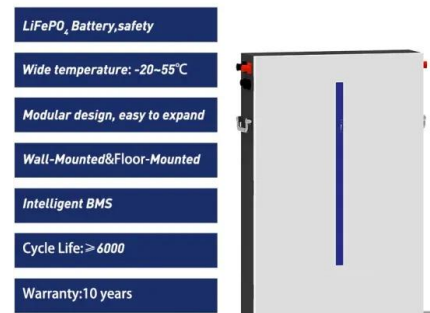 LiFePO₄ Battery,safety
Wide temperature: -20~55℃
Modular design, easy to expand
Wall-Mounted&Floor-Mounted
Intelligent BMS
Cycle Life:≥6000
Warranty:10 years